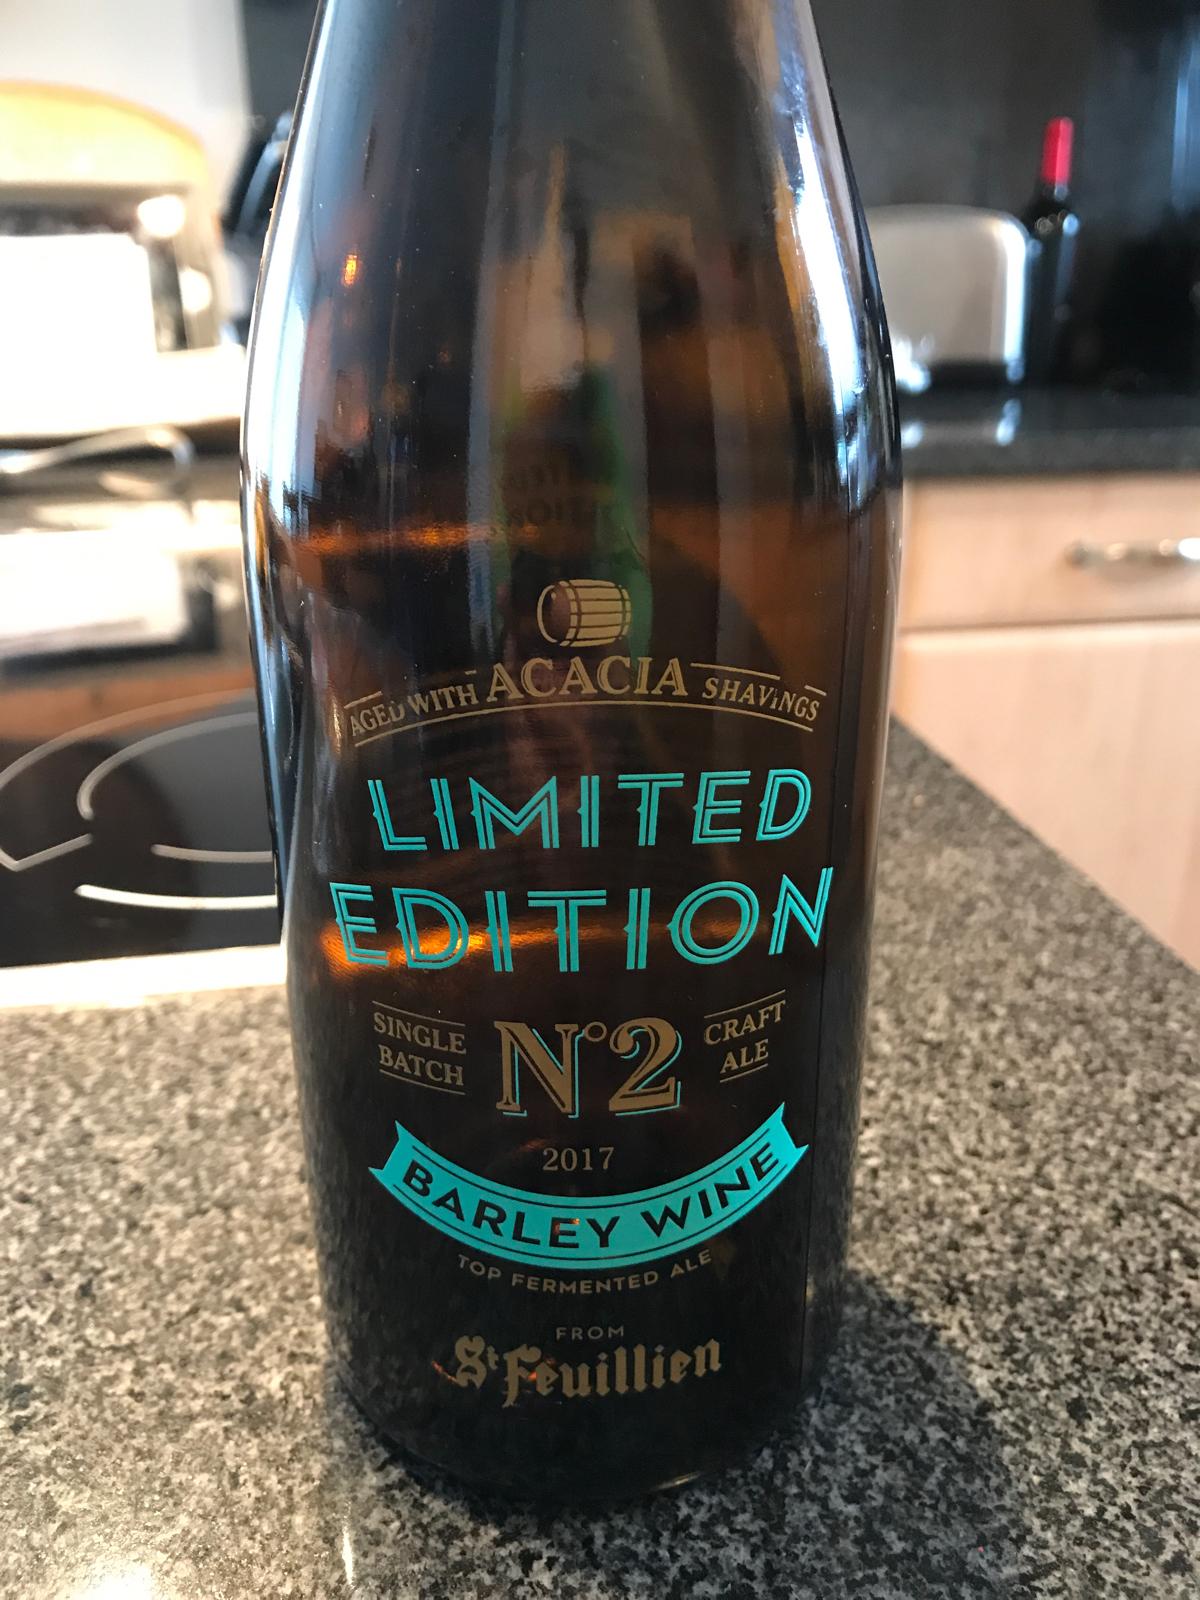 AGED WITH ACACIA SHAVINGS
LIMITED
EDITION
SINGLE
BATCH
N°2
CRAFT
ALE
2017
BARLEY WINE
TOP FERMENTED ALE
FROM
St Feuillien